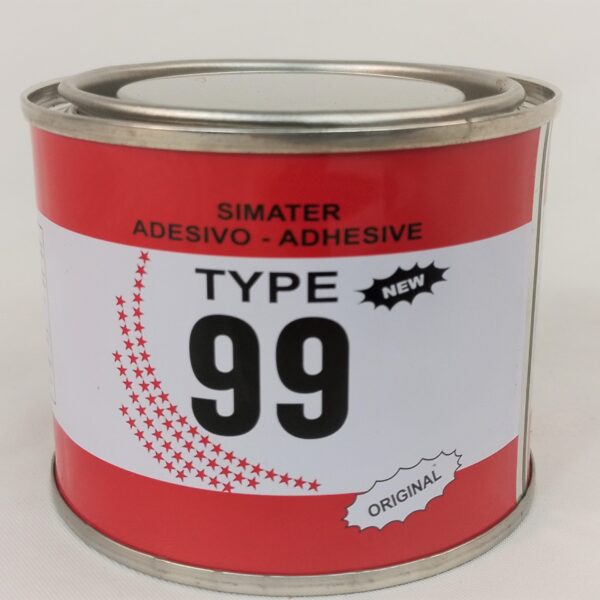 SIMATER
ADESIVO - ADHESIVE
TYPE
NEW
99
ORIGINAL